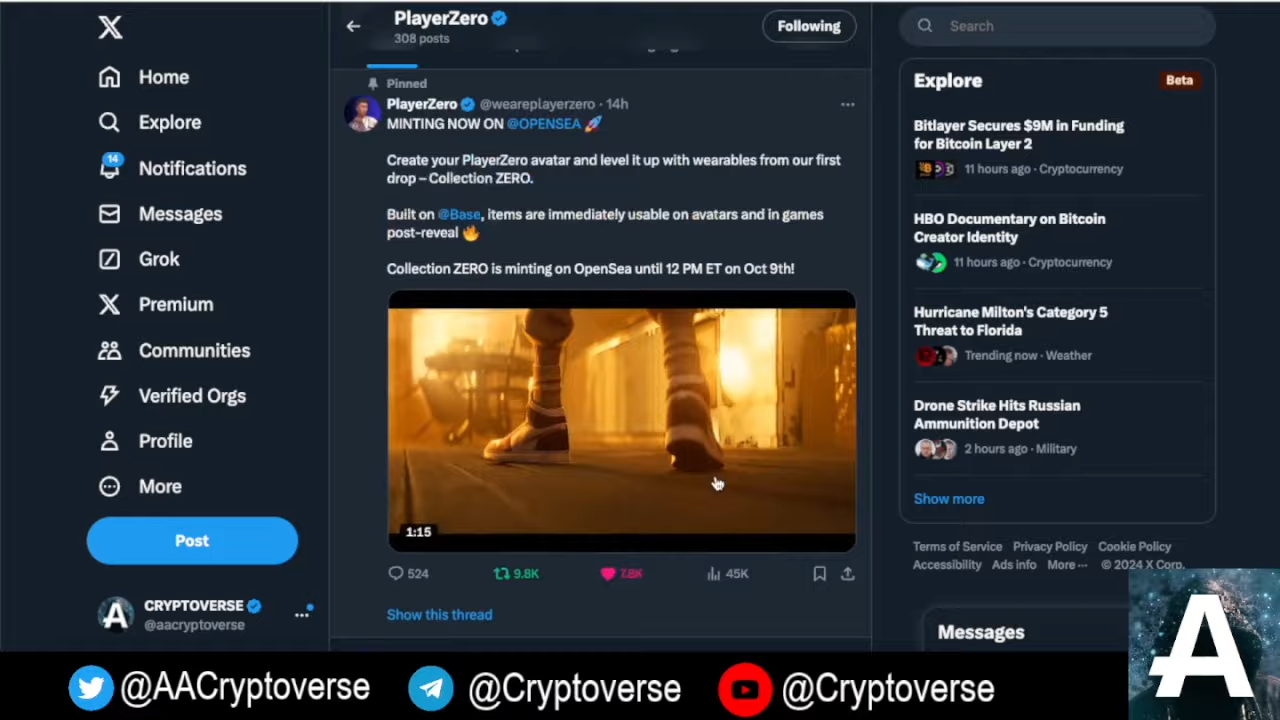 PlayerZero
308 posts
Following
Search
Home
Explore
14
Notifications
Messages
Grok
Premium
Communities
Verified Orgs
Profile
More
Post
CRYPTOVERSE
@aacryptoverse
Pinned
PlayerZero @weareplayerzero · 14h
MINTING NOW ON @OPENSEA 🚀
Create your PlayerZero avatar and level it up with wearables from our first
drop – Collection ZERO.
Built on @Base, items are immediately usable on avatars and in games
post-reveal 🔥
Collection ZERO is minting on OpenSea until 12 PM ET on Oct 9th!
1:15
524 9.8K 7.8K 45K
Show this thread
Explore
Beta
Bitlayer Secures $9M in Funding
for Bitcoin Layer 2
11 hours ago · Cryptocurrency
HBO Documentary on Bitcoin
Creator Identity
11 hours ago · Cryptocurrency
Hurricane Milton's Category 5
Threat to Florida
Trending now · Weather
Drone Strike Hits Russian
Ammunition Depot
2 hours ago · Military
Show more
Terms of Service Privacy Policy Cookie Policy
Accessibility Ads info More ··· © 2024 X Corp.
Messages
A
@AACryptoverse @Cryptoverse @Cryptoverse